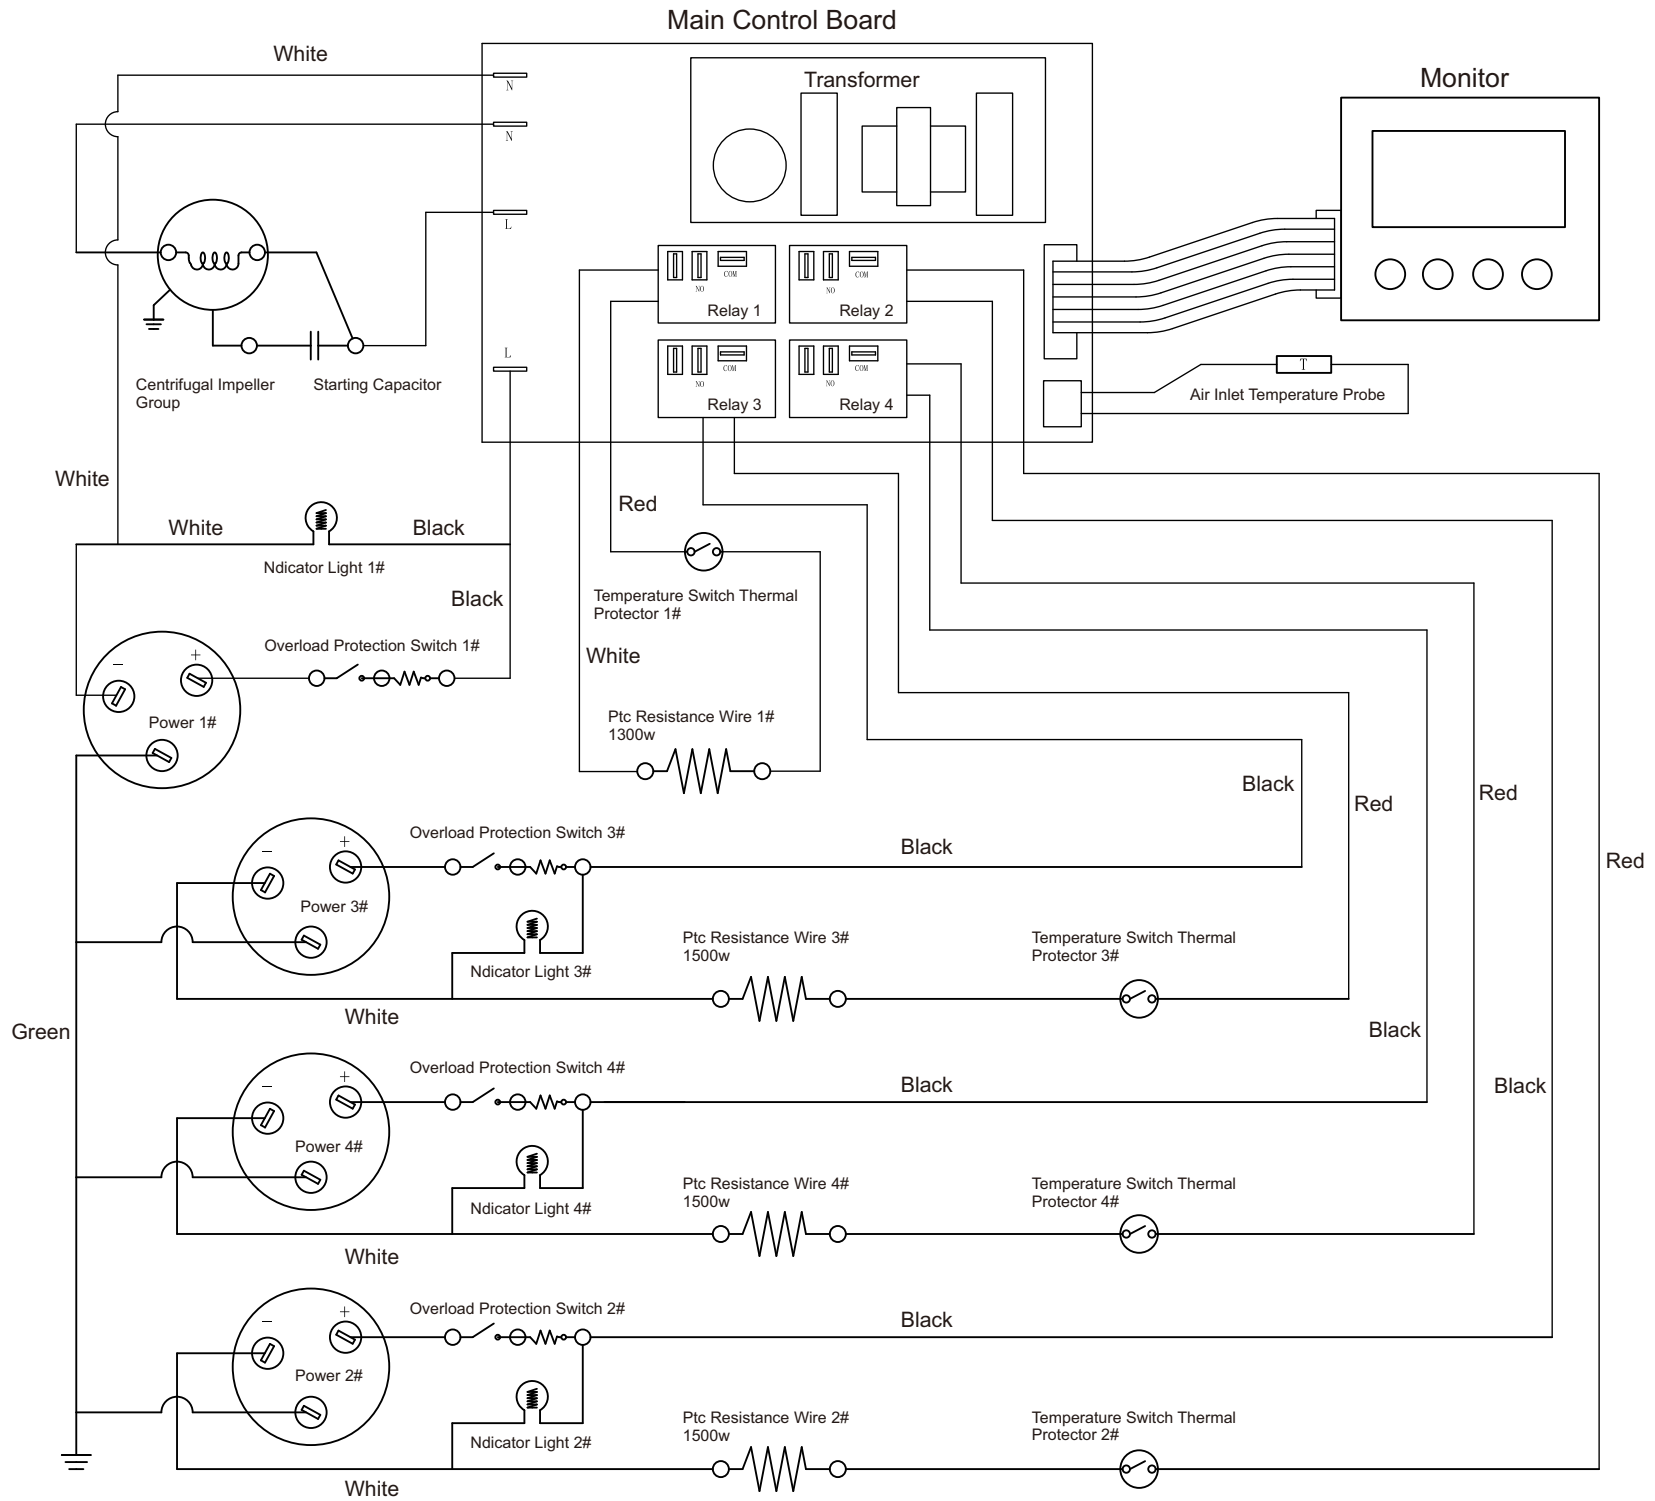 Main Control Board
White
Transformer
Monitor
N
N
L
COM
NO
Relay 1
COM
NO
Relay 2
L
COM
NO
Relay 3
COM
NO
Relay 4
T
Air Inlet Temperature Probe
Centrifugal Impeller
Group
Starting Capacitor
White
White
Black
Red
Ndicator Light 1#
Temperature Switch Thermal
Protector 1#
Black
Overload Protection Switch 1#
White
−
+
Power 1#
Ptc Resistance Wire 1#
1300w
Black
Red
Red
Overload Protection Switch 3#
Black
Red
−
+
Power 3#
Ptc Resistance Wire 3#
1500w
Temperature Switch Thermal
Protector 3#
Ndicator Light 3#
White
Green
Black
Overload Protection Switch 4#
Black
Black
−
+
Power 4#
Ptc Resistance Wire 4#
1500w
Temperature Switch Thermal
Protector 4#
Ndicator Light 4#
White
Overload Protection Switch 2#
Black
−
+
Power 2#
Ptc Resistance Wire 2#
1500w
Temperature Switch Thermal
Protector 2#
Ndicator Light 2#
White